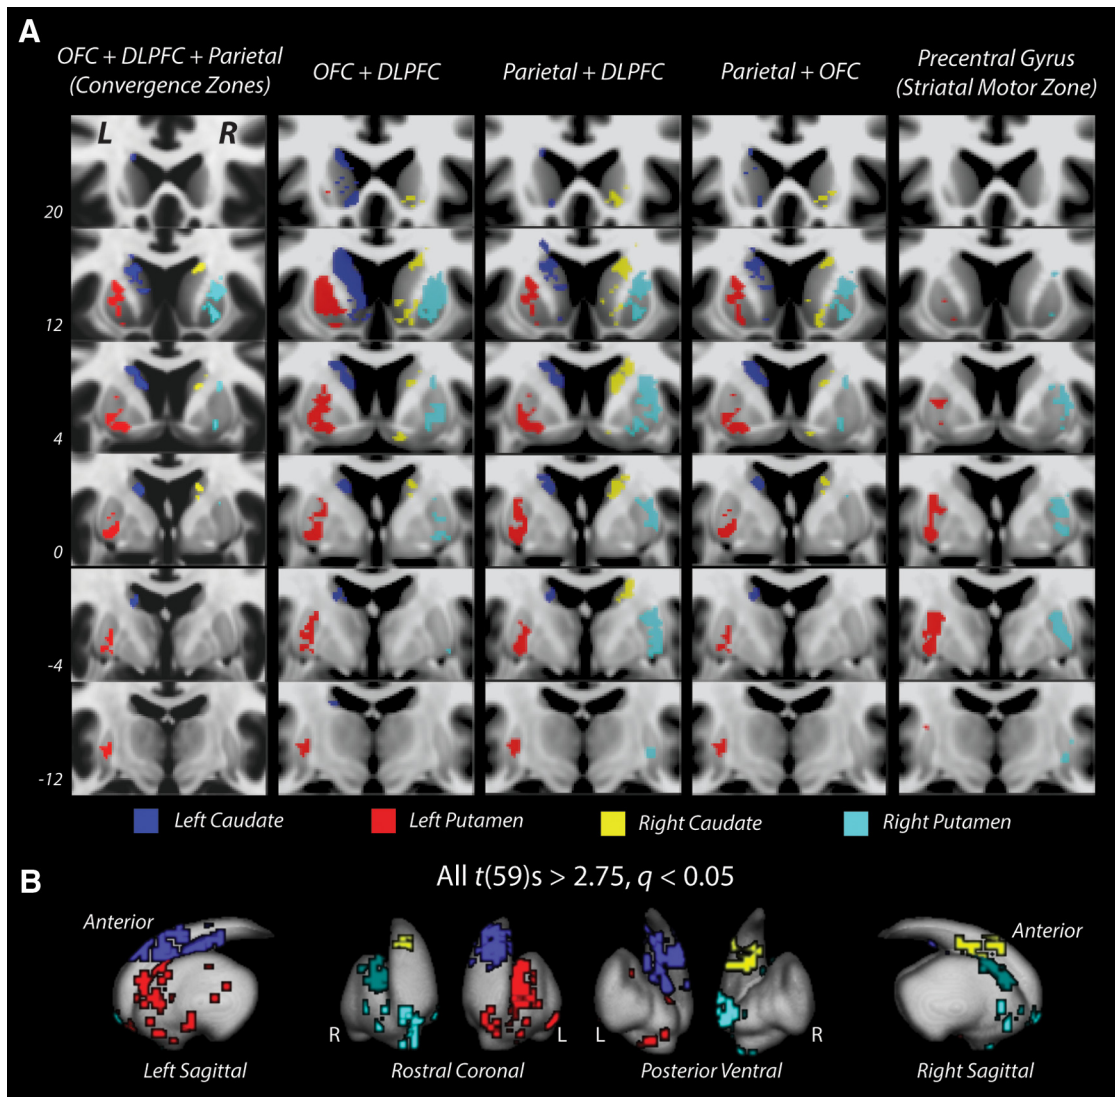 A
OFC + DLPFC + Parietal
(Convergence Zones)
OFC + DLPFC
Parietal + DLPFC
Parietal + OFC
Precentral Gyrus
(Striatal Motor Zone)
L R
20
12
4
0
-4
-12
Left Caudate
Left Putamen
Right Caudate
Right Putamen
B
All t(59)s > 2.75, q < 0.05
Anterior
Anterior
R
L
L
R
Left Sagittal
Rostral Coronal
Posterior Ventral
Right Sagittal